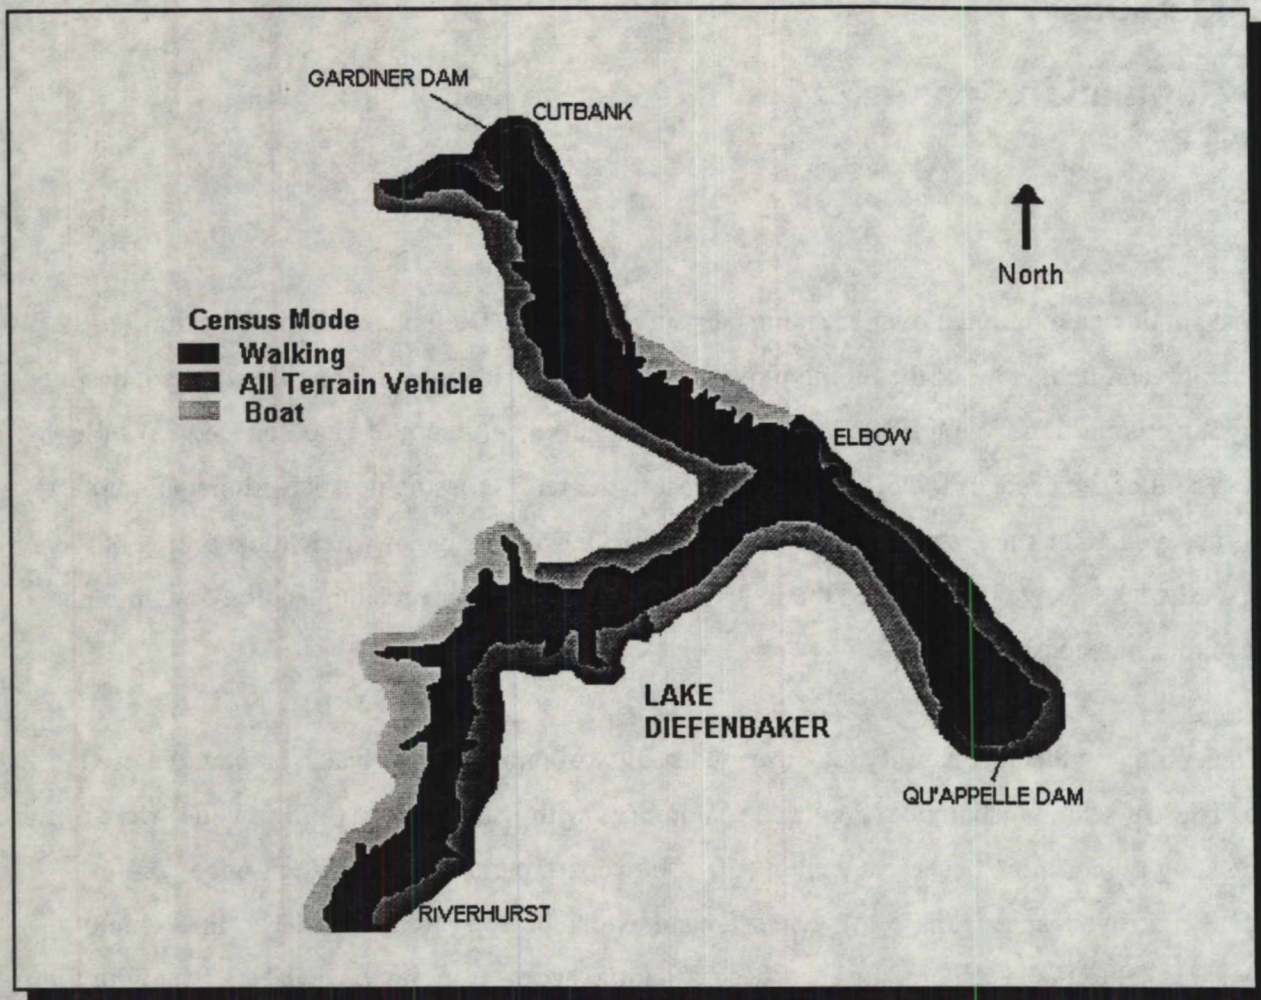 GARDINER DAM
CUTBANK
North
Census Mode
Walking
All Terrain Vehicle
Boat
ELBOW
LAKE
DIEFENBAKER
QU'APPELLE DAM
RIVERHURST